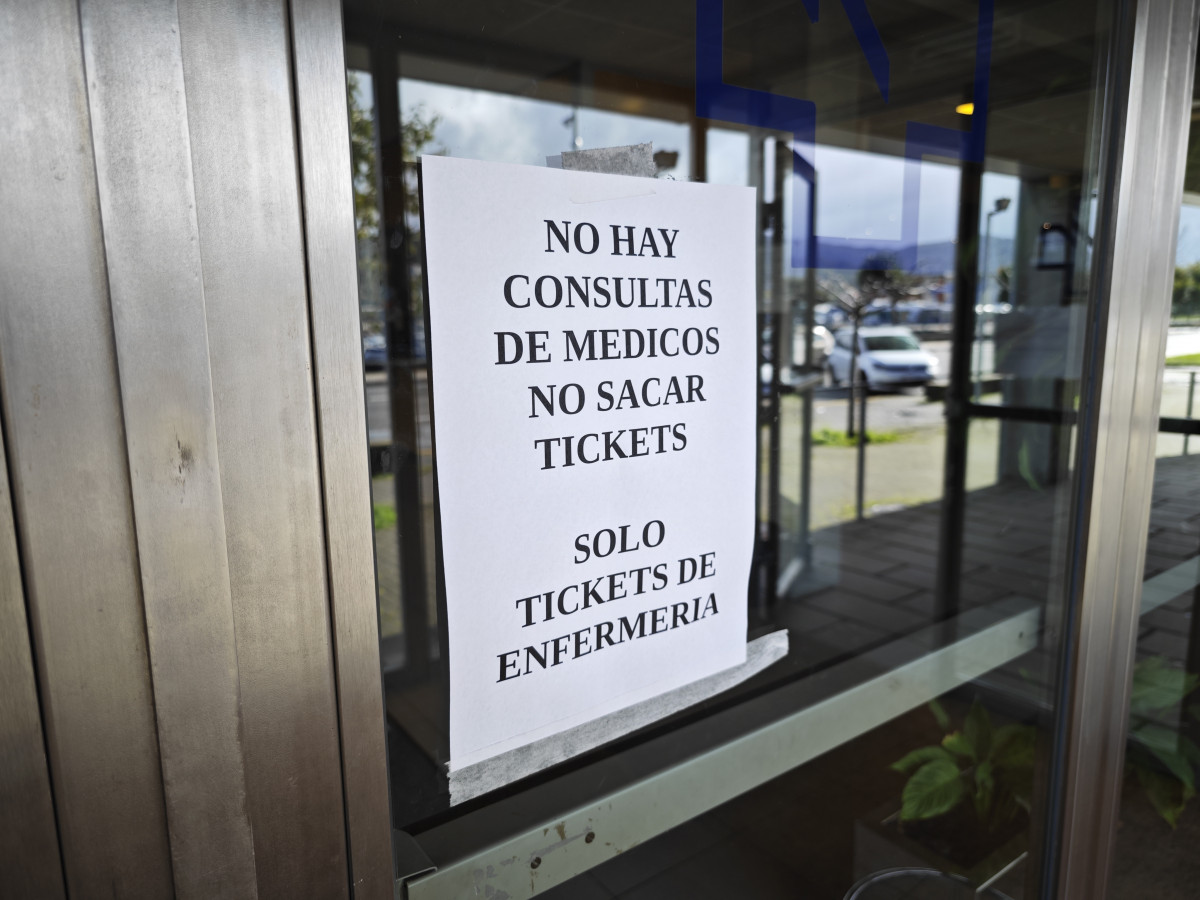 NO HAY
CONSULTAS
DE MEDICOS
NO SACAR
TICKETS
SOLO
TICKETS DE
ENFERMERIA